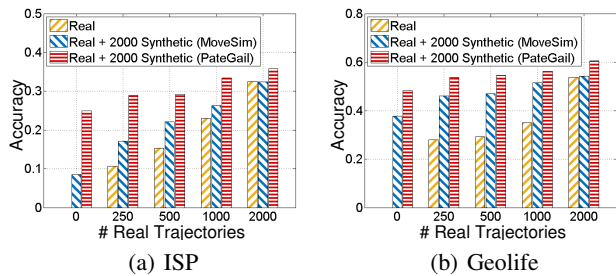 0.5
0.4
0.3
0.2
0.1
0
Accuracy
Real
Real + 2000 Synthetic (MoveSim)
Real + 2000 Synthetic (PateGail)
0 250 500 1000 2000
# Real Trajectories
(a) ISP
0.8
0.6
0.4
0.2
0
Accuracy
Real
Real + 2000 Synthetic (MoveSim)
Real + 2000 Synthetic (PateGail)
0 250 500 1000 2000
# Real Trajectories
(b) Geolife